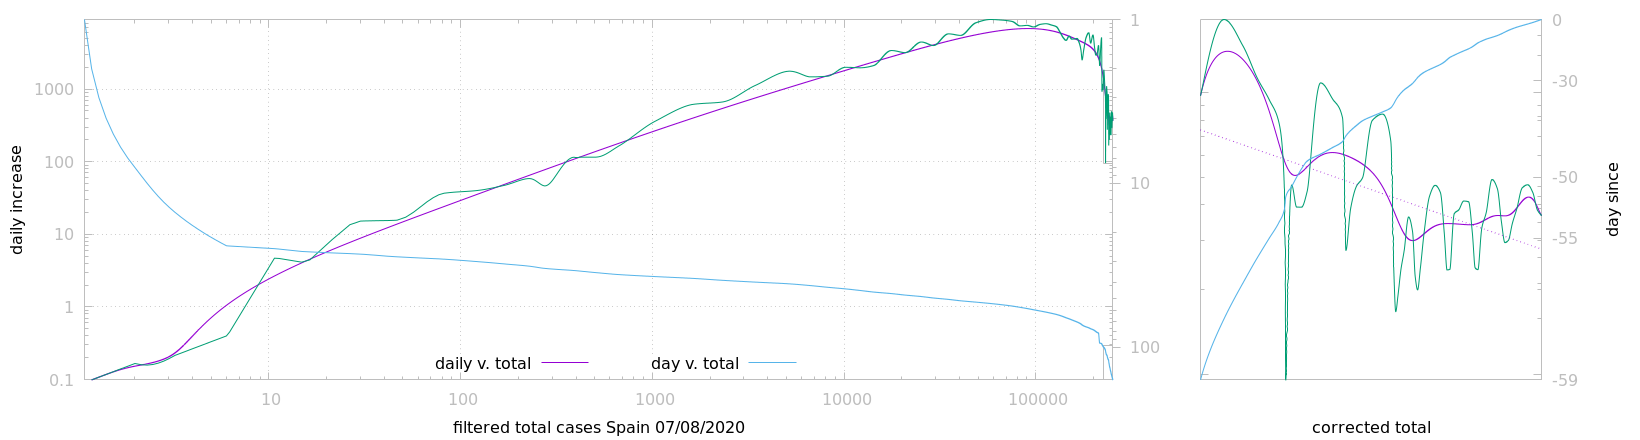 1 0
1000 -30
100
10 -50
daily increase
day since
10
-55
1
daily v. total day v. total
100
0.1 -59
10 100 1000 10000 100000
filtered total cases Spain 07/08/2020 corrected total